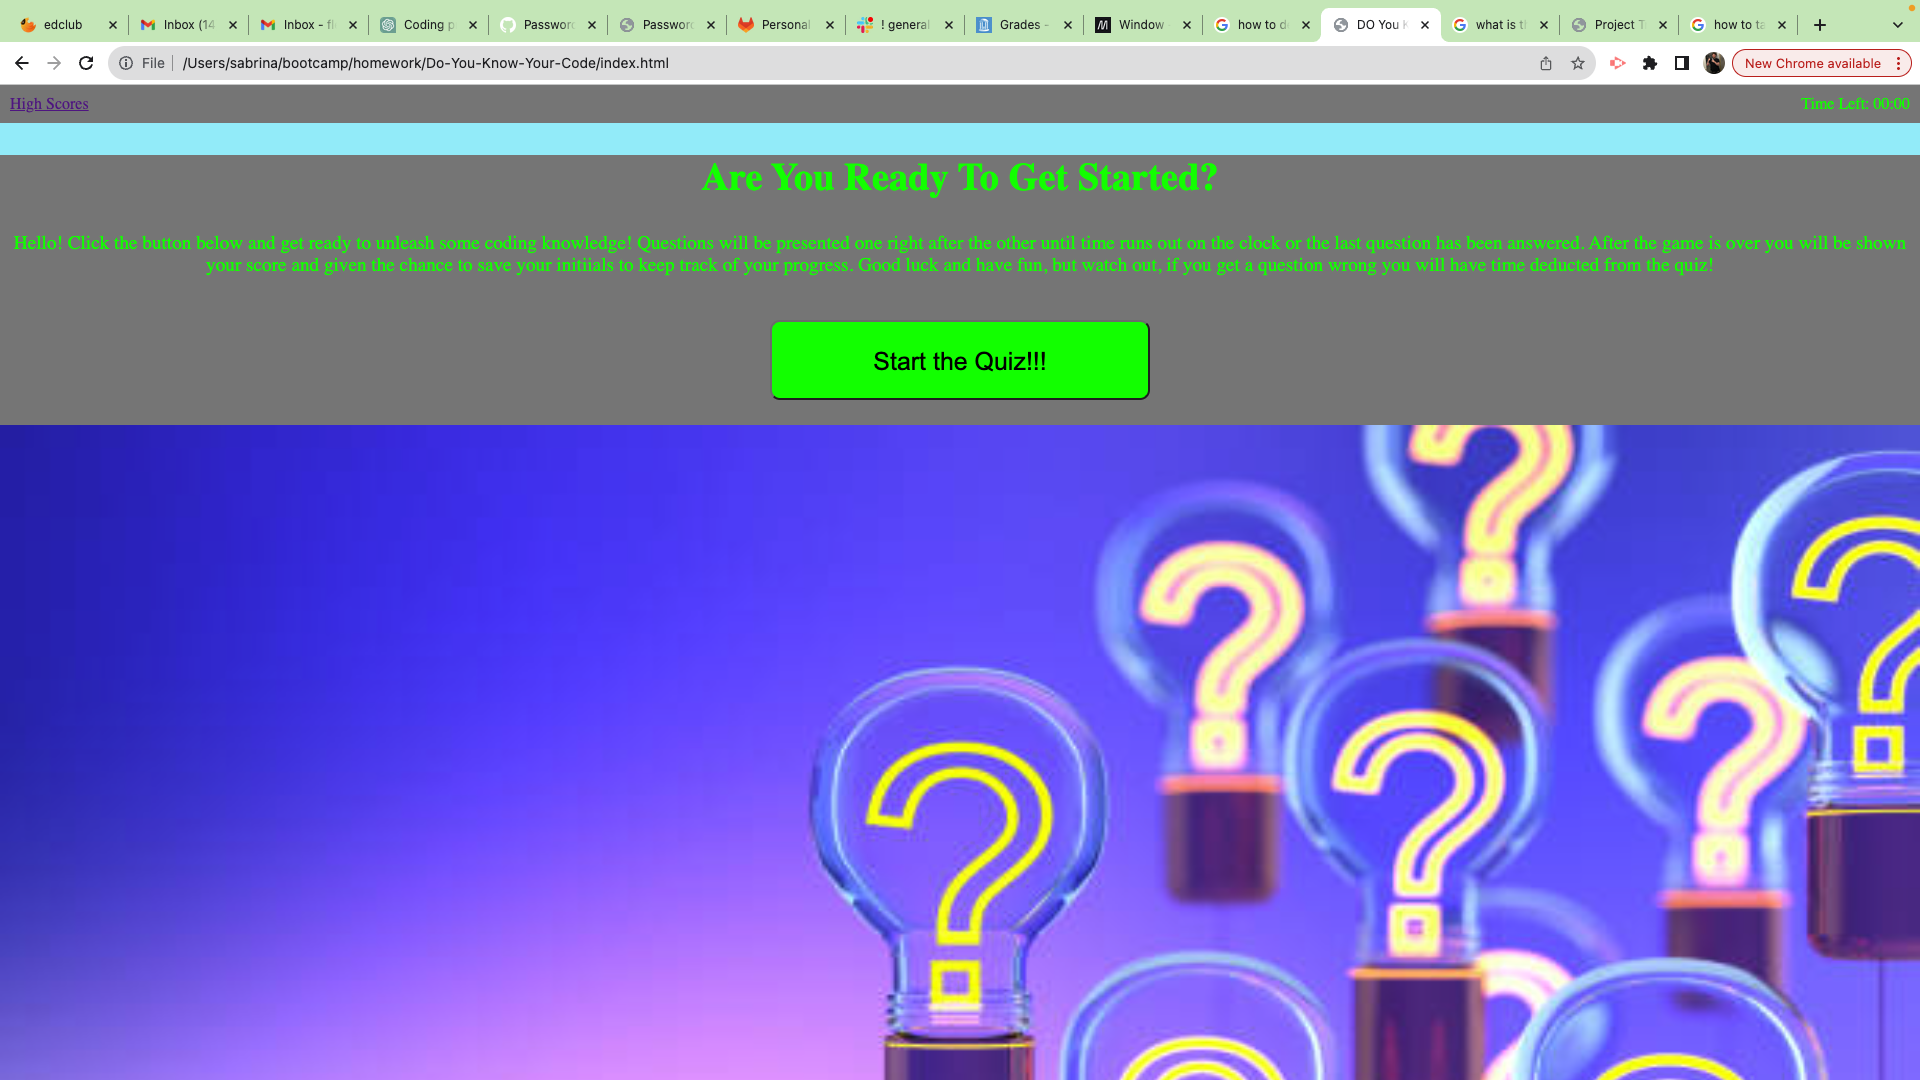 edclub
Inbox (14
Inbox - fl
Coding p
Password
Password
Personal
! general
Grades -
Window
how to d
DO You K
what is t
Project T
how to ta
File
/Users/sabrina/bootcamp/homework/Do-You-Know-Your-Code/index.html
New Chrome available
High Scores
Time Left: 00:00
Are You Ready To Get Started?
Hello! Click the button below and get ready to unleash some coding knowledge! Questions will be presented one right after the other until time runs out on the clock or the last question has been answered. After the game is over you will be shown
your score and given the chance to save your initiials to keep track of your progress. Good luck and have fun, but watch out, if you get a question wrong you will have time deducted from the quiz!
Start the Quiz!!!